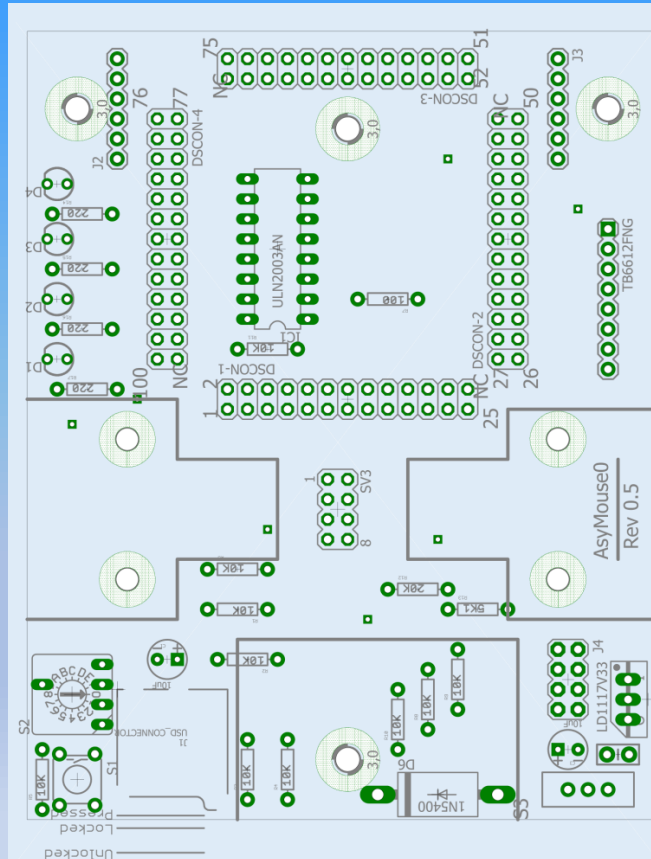 75
51
NC
52
DSCON-3
76
77
3,0
J2
DSCON-4
3,0
NC
50
J3
3,0
D4
220
D3
220
D2
220
D1
220
ULN2003AN
IC1
10K
100
TB6612FNG
DSCON-2
27
26
100
NC
DSCON-1
2
1
NC
25
1
SV3
8
AsyMouse0
Rev 0.5
10K
10K
20K
5K1
10K
10uF
ABCDE
S2
USD_CONNECTOR
J1
S1
10K
Pressed
Locked
Unlocked
10K
10K
3,0
10K
10K
10K
D6
1N5400
S3
J4
LD1117V33
10uF